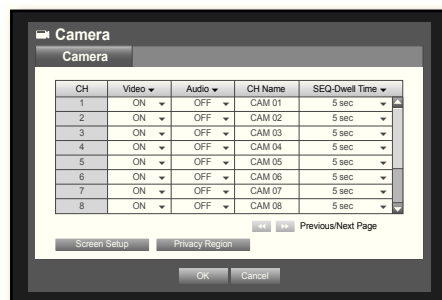 Camera
Camera
CH Video Audio CH Name SEQ-Dwell Time
1 ON OFF CAM 01 5 sec
2 ON OFF CAM 02 5 sec
3 ON OFF CAM 03 5 sec
4 ON OFF CAM 04 5 sec
5 ON OFF CAM 05 5 sec
6 ON OFF CAM 06 5 sec
7 ON OFF CAM 07 5 sec
8 ON OFF CAM 08 5 sec
Previous/Next Page
Screen Setup Privacy Region
OK Cancel